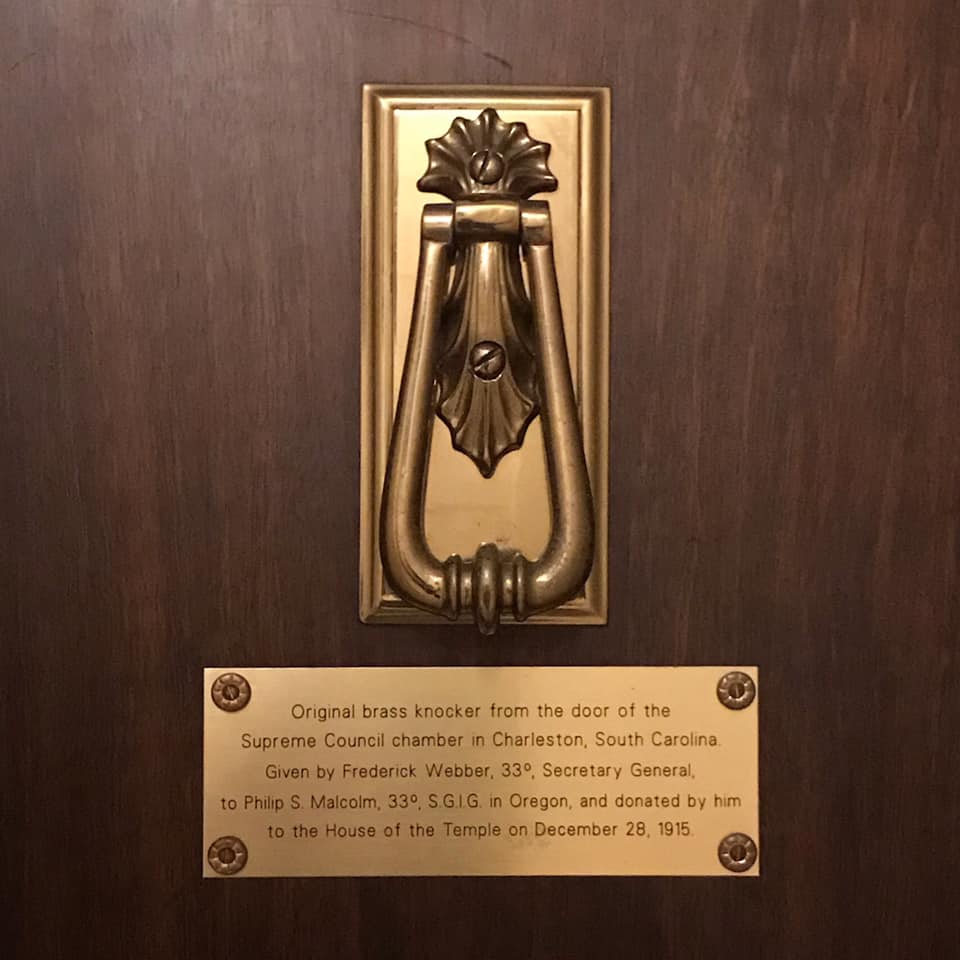 Original brass knocker from the door of the
Supreme Council chamber in Charleston, South Carolina.
Given by Frederick Webber, 33º, Secretary General,
to Philip S. Malcolm, 33º, S.G.I.G. in Oregon, and donated by him
to the House of the Temple on December 28, 1915.